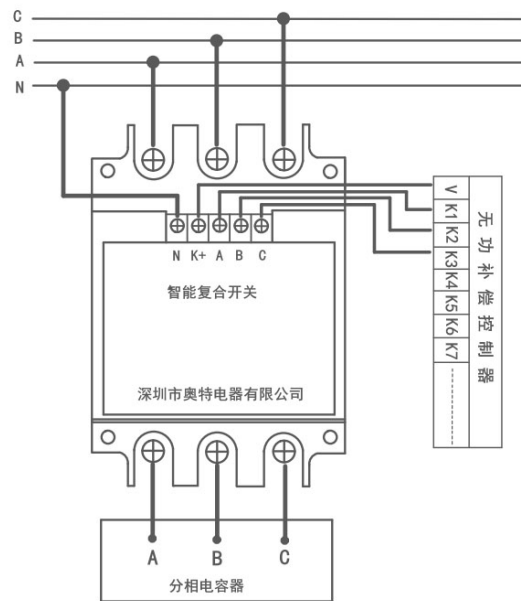 C
B
A
N
N K+ A B C
智能复合开关
深圳市奥特电器有限公司
V
K1
K2
K3
K4
K5
K6
K7
无功补偿控制器
A B C
分相电容器